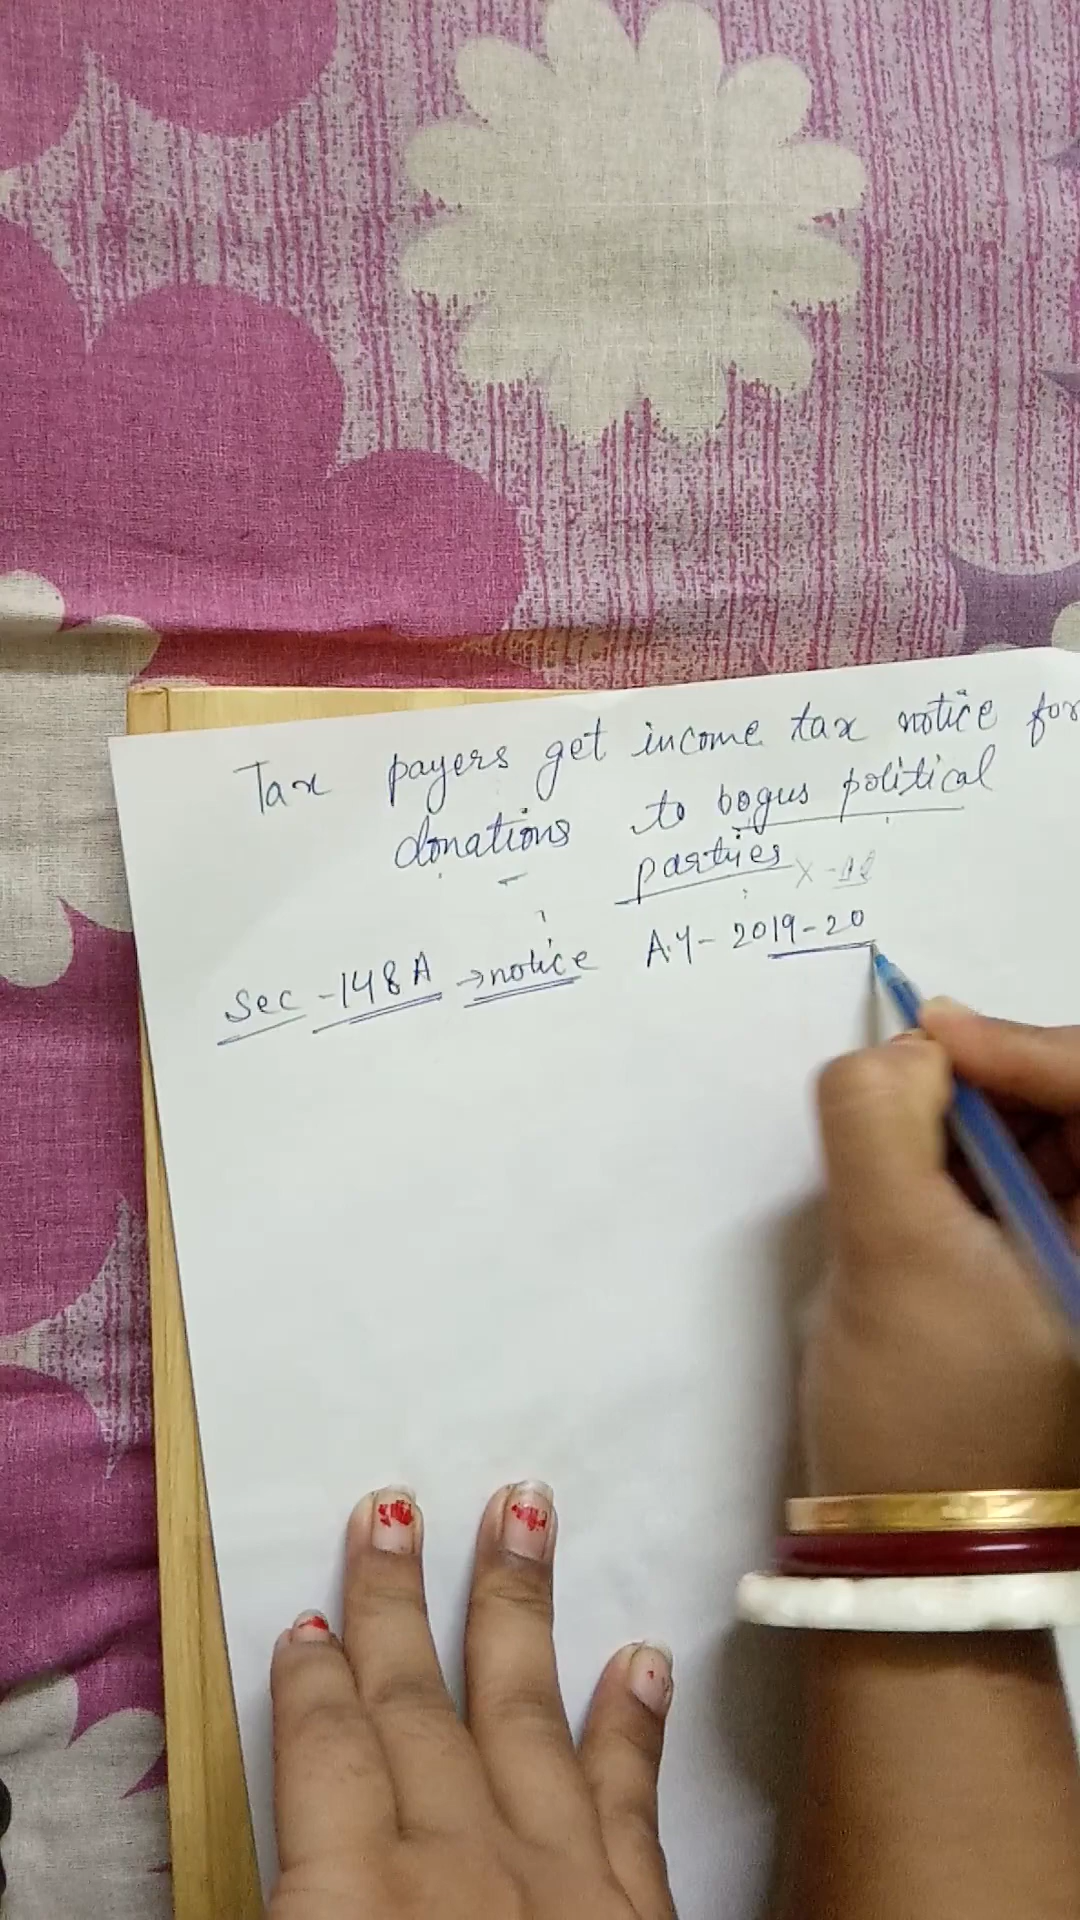 Tax payers get income tax notice for
donations to bogus political
parties
Sec - 148A → notice A.Y - 2019-20